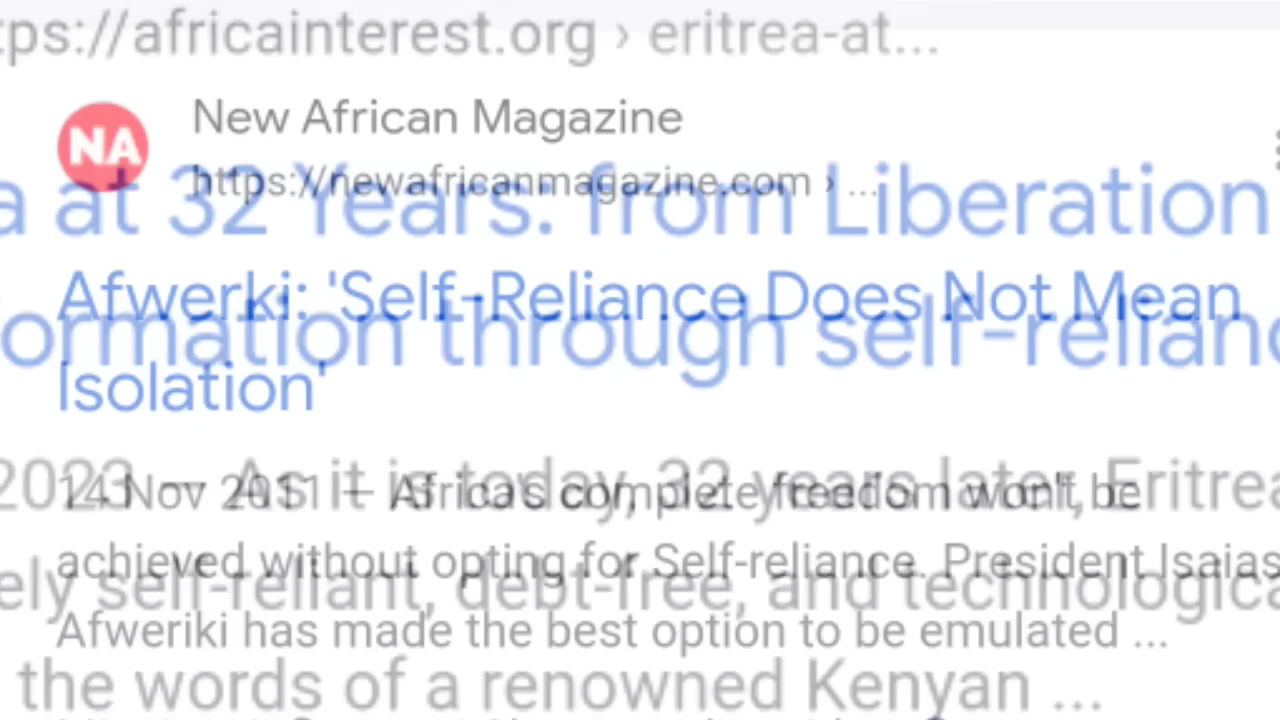 tps://africainterest.org › eritrea-at...
NA
New African Magazine
https://newafricanmagazine.com › ...
a at 32 Years: from Liberation
Afwerki: 'Self-Reliance Does Not Mean
ormation through self-relianc
Isolation'
2023 — As it is today, 32 years later, Eritrea
14 Nov 2011 — Africa's complete freedom won't be
achieved without opting for Self-reliance. President Isaias
ely self-reliant, debt-free, and technologica
Afweriki has made the best option to be emulated ...
the words of a renowned Kenyan ...